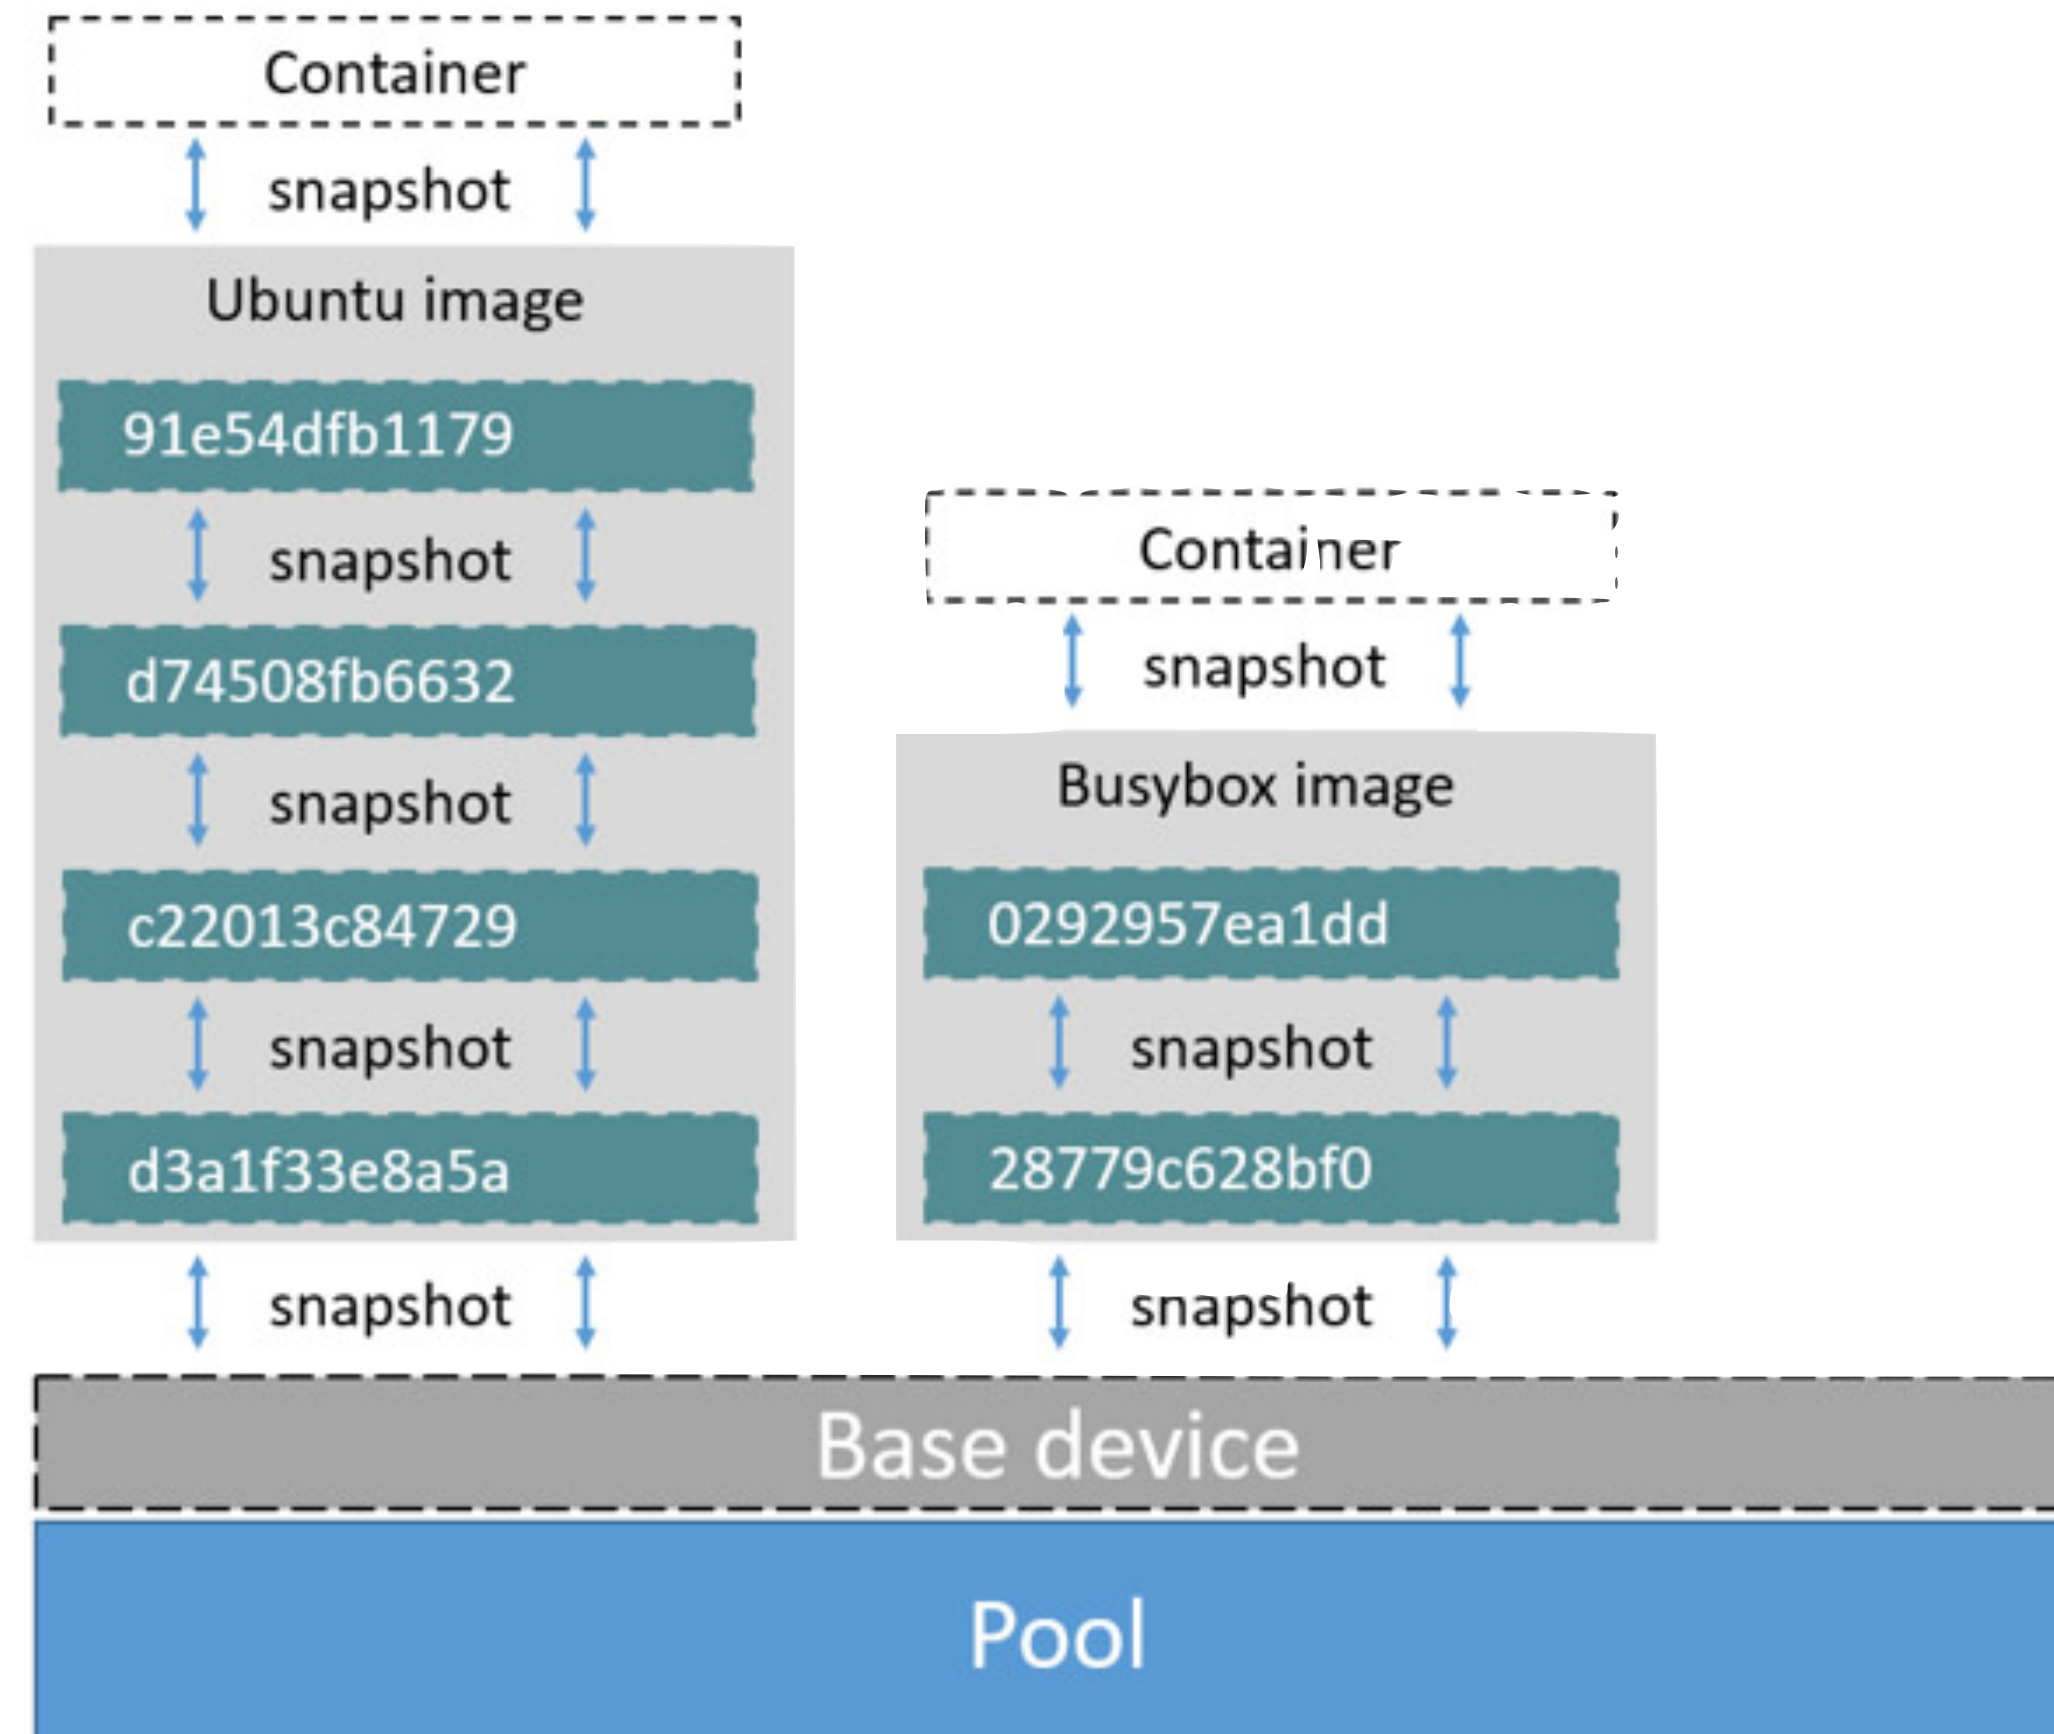 Container
snapshot
Ubuntu image
91e54dfb1179
snapshot
d74508fb6632
snapshot
c22013c84729
snapshot
d3a1f33e8a5a
snapshot
Container
snapshot
Busybox image
0292957ea1dd
snapshot
28779c628bf0
snapshot
Base device
Pool